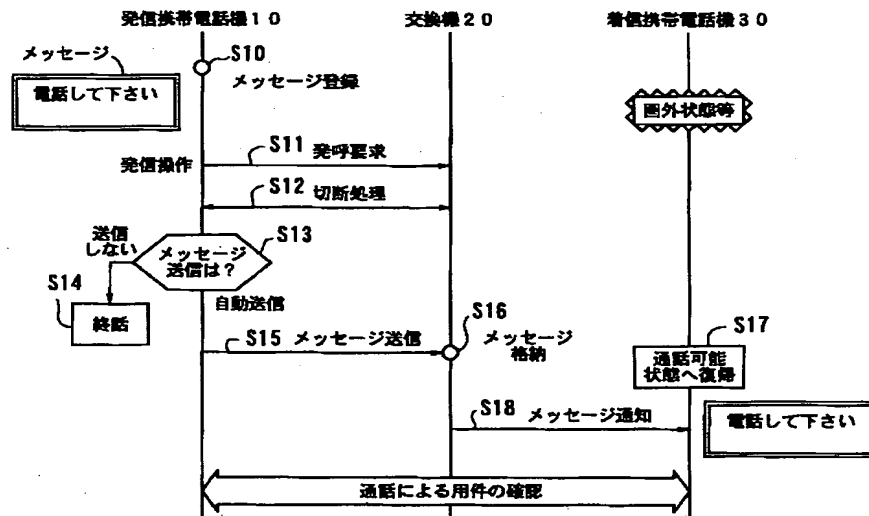 発信携帯電話機10 交換機20 着信携帯電話機30
S10
メッセージ
メッセージ登録
電話して下さい
圏外状態等
S11 発呼要求
発信操作
S12 切断処理
送信
しない
メッセージ
送信は?
S13
S14
終話
自動送信
S15 メッセージ送信
S16
メッセージ
格納
S17
通話可能
状態へ復帰
S18 メッセージ通知
電話して下さい
通話による用件の確認